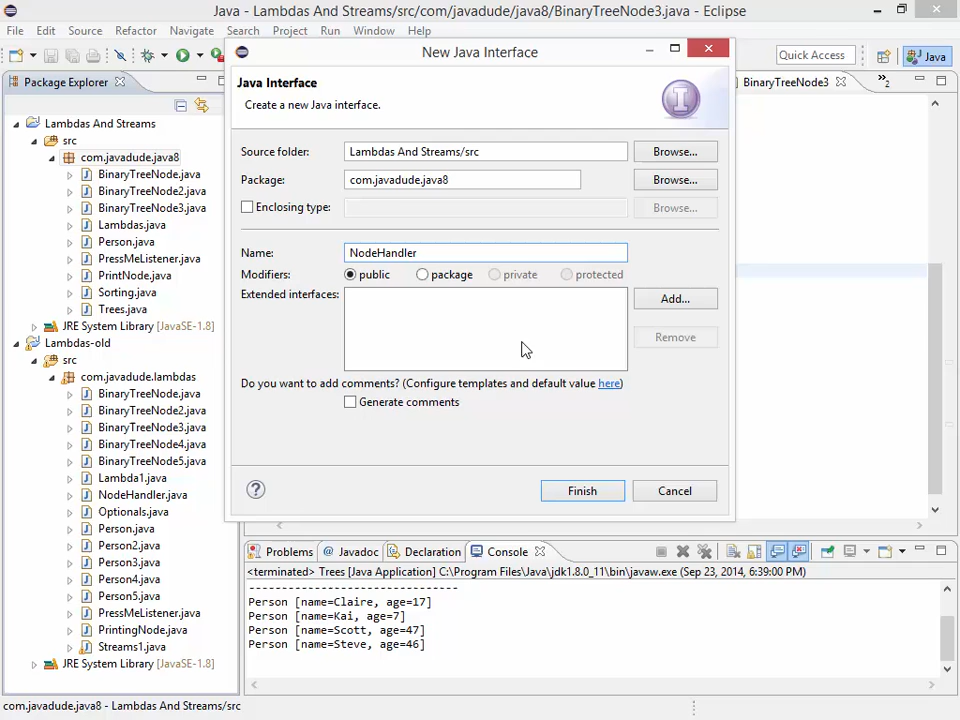 Java - Lambdas And Streams/src/com/javadude/java8/BinaryTreeNode3.java - Eclipse
File Edit Source Refactor Navigate Search Project Run Window Help
Quick Access
Java
Package Explorer
BinaryTreeNode3
2
Lambdas And Streams
src
com.javadude.java8
BinaryTreeNode.java
BinaryTreeNode2.java
BinaryTreeNode3.java
Lambdas.java
Person.java
PressMeListener.java
PrintNode.java
Sorting.java
Trees.java
JRE System Library [JavaSE-1.8]
Lambdas-old
src
com.javadude.lambdas
BinaryTreeNode.java
BinaryTreeNode2.java
BinaryTreeNode3.java
BinaryTreeNode4.java
BinaryTreeNode5.java
Lambda1.java
NodeHandler.java
Optionals.java
Person.java
Person2.java
Person3.java
Person4.java
Person5.java
PressMeListener.java
PrintingNode.java
Streams1.java
JRE System Library [JavaSE-1.8]
New Java Interface
Java Interface
Create a new Java interface.
Source folder: Lambdas And Streams/src Browse...
Package: com.javadude.java8 Browse...
Enclosing type: Browse...
Name: NodeHandler
Modifiers: public package private protected
Extended interfaces: Add...
Remove
Do you want to add comments? (Configure templates and default value here)
Generate comments
Finish Cancel
Problems Javadoc Declaration Console
<terminated> Trees [Java Application] C:\Program Files\Java\jdk1.8.0_11\bin\javaw.exe (Sep 23, 2014, 6:39:00 PM)
------------------------------
Person [name=Claire, age=17]
Person [name=Kai, age=7]
Person [name=Scott, age=47]
Person [name=Steve, age=46]
com.javadude.java8 - Lambdas And Streams/src